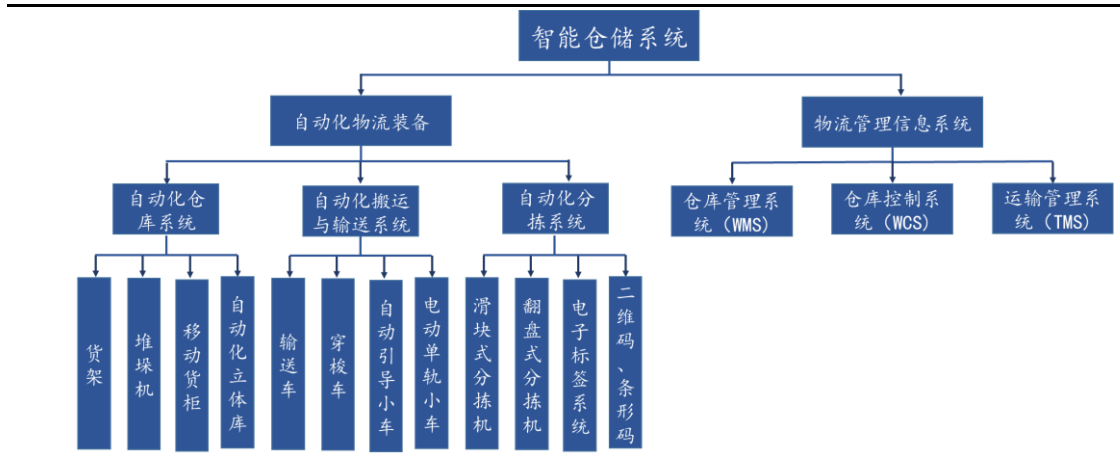 智能仓储系统
自动化物流装备
物流管理信息系统
自动化仓
库系统
自动化搬运
与输送系统
自动化分
拣系统
仓库管理系
统（WMS）
仓库控制系
统（WCS）
运输管理
系统（TMS）
货架
堆垛机
移动货柜
自动化立体库
输送车
穿梭车
自动引导小车
电动单轨小车
滑块式分拣机
翻盘式分拣机
电子标签系统
二维码、条形码